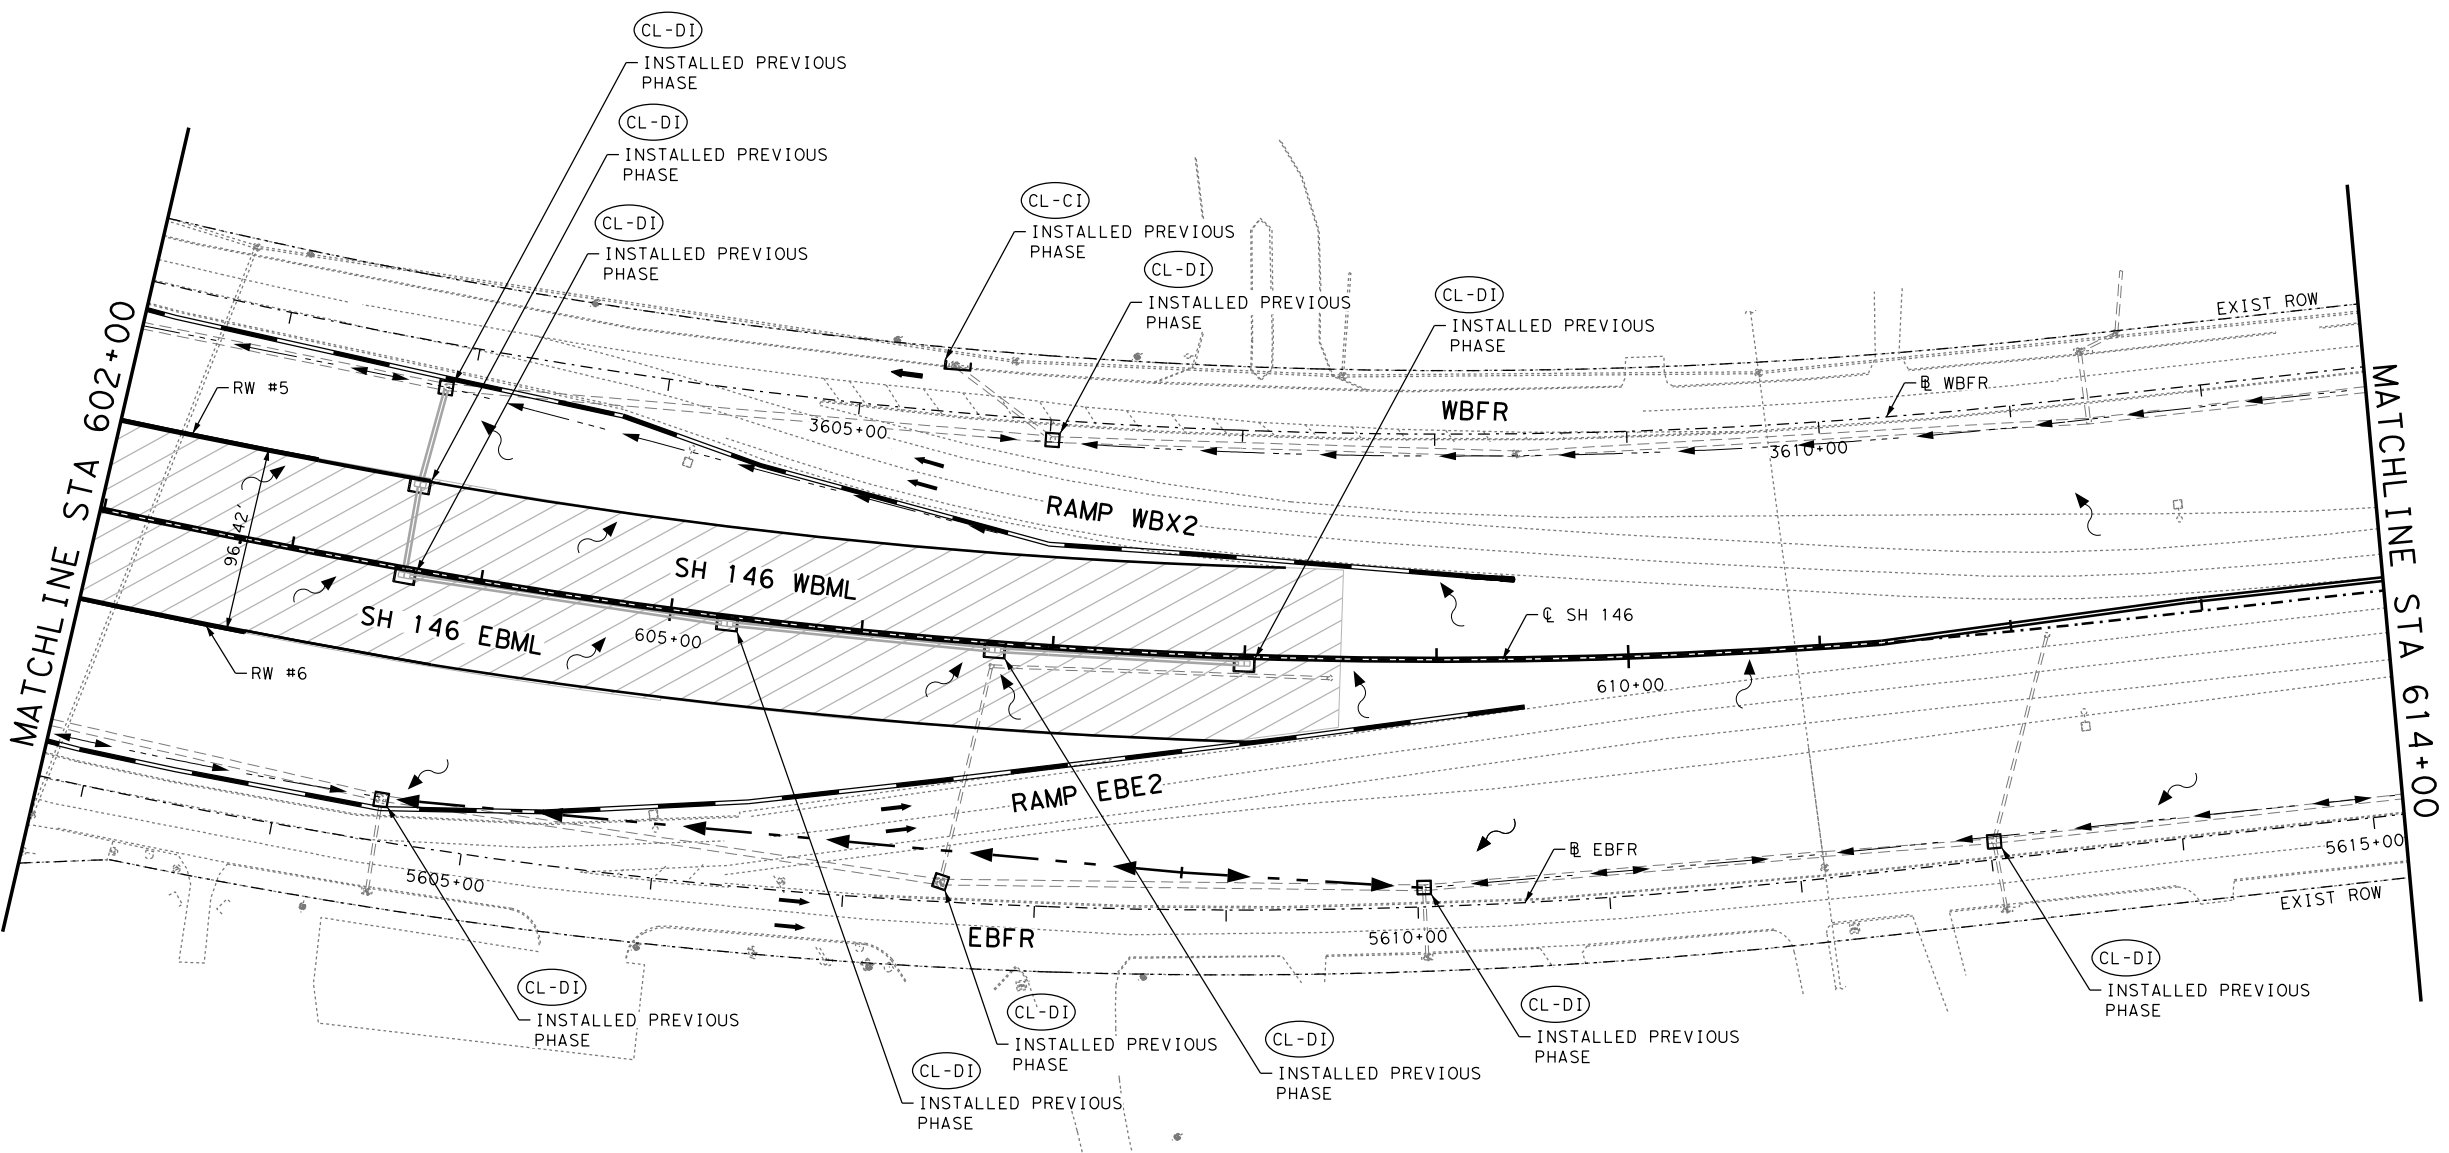 CL-DI
INSTALLED PREVIOUS
PHASE
CL-DI
INSTALLED PREVIOUS
PHASE
CL-DI
INSTALLED PREVIOUS
PHASE
CL-CI
INSTALLED PREVIOUS
PHASE
CL-DI
INSTALLED PREVIOUS
PHASE
CL-DI
INSTALLED PREVIOUS
PHASE
EXIST ROW
MATCHLINE STA 602+00
RW #5
3605+00
WBFR
℄ WBFR
3610+00
MATCHLINE STA 614+00
96.42'
RAMP WBX2
SH 146 WBML
SH 146 EBML
605+00
℄ SH 146
610+00
RW #6
RAMP EBE2
℄ EBFR
5615+00
5605+00
EXIST ROW
EBFR
5610+00
CL-DI
INSTALLED PREVIOUS
PHASE
CL-DI
INSTALLED PREVIOUS
PHASE
CL-DI
INSTALLED PREVIOUS
PHASE
CL-DI
INSTALLED PREVIOUS
PHASE
CL-DI
INSTALLED PREVIOUS
PHASE
CL-DI
INSTALLED PREVIOUS
PHASE